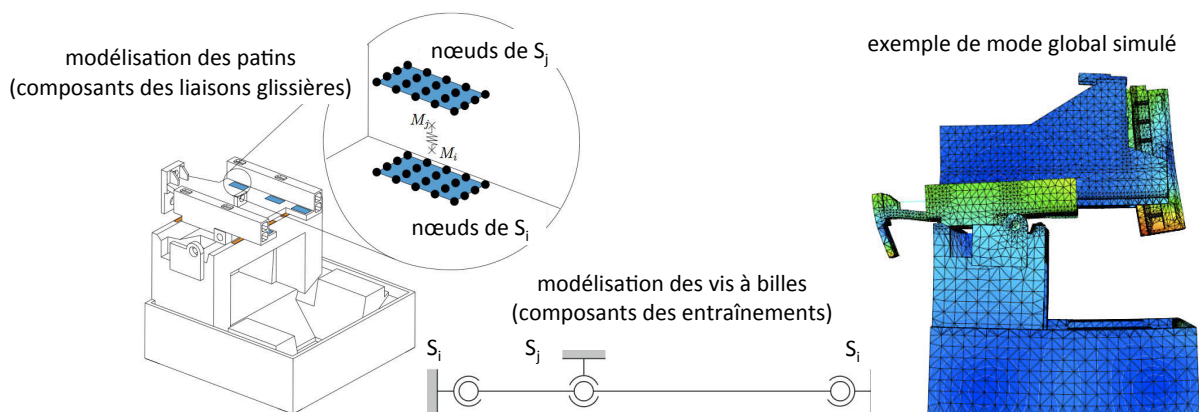 modélisation des patins
(composants des liaisons glissières)
nœuds de Sj
Mj
Mi
nœuds de Si
exemple de mode global simulé
modélisation des vis à billes
(composants des entraînements)
Si
Sj
Si